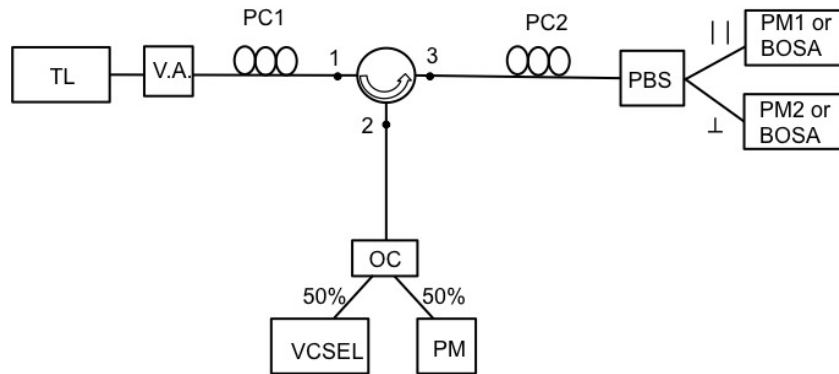 PC1
PC2
TL
V.A.
1
3
2
PBS
| |
PM1 or
BOSA
⊥
PM2 or
BOSA
OC
50%
50%
VCSEL
PM